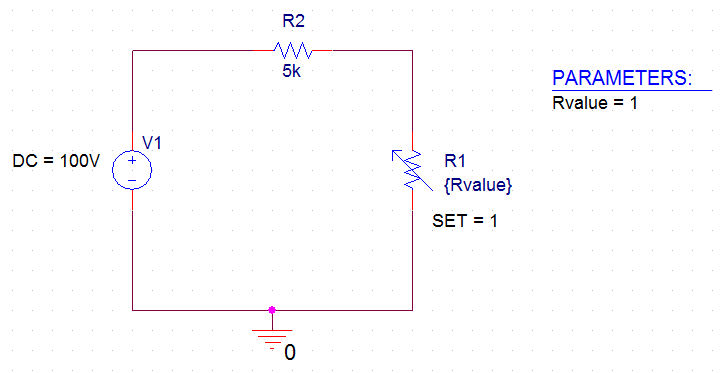 R2
5k
PARAMETERS:
Rvalue = 1
V1
DC = 100V
+
−
R1
{Rvalue}
SET = 1
0